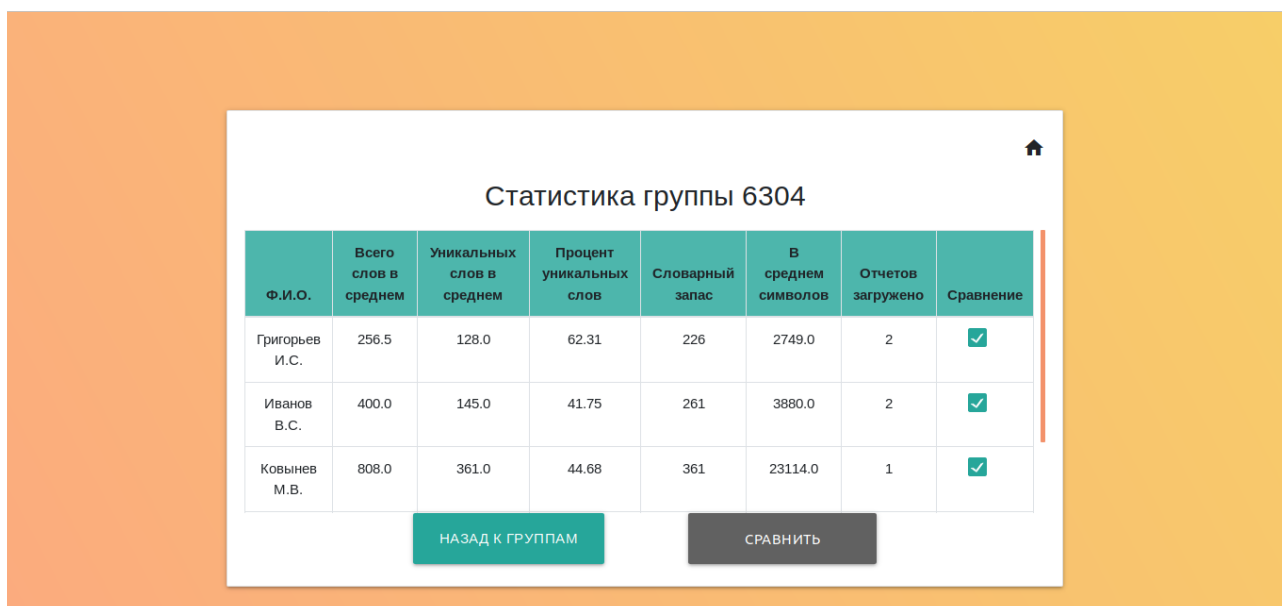 Статистика группы 6304
Ф.И.О.
Всего
слов в
среднем
Уникальных
слов в
среднем
Процент
уникальных
слов
Словарный
запас
В
среднем
символов
Отчетов
загружено
Сравнение
Григорьев
И.С.
256.5
128.0
62.31
226
2749.0
2
Иванов
В.С.
400.0
145.0
41.75
261
3880.0
2
Ковынев
М.В.
808.0
361.0
44.68
361
23114.0
1
НАЗАД К ГРУППАМ
СРАВНИТЬ